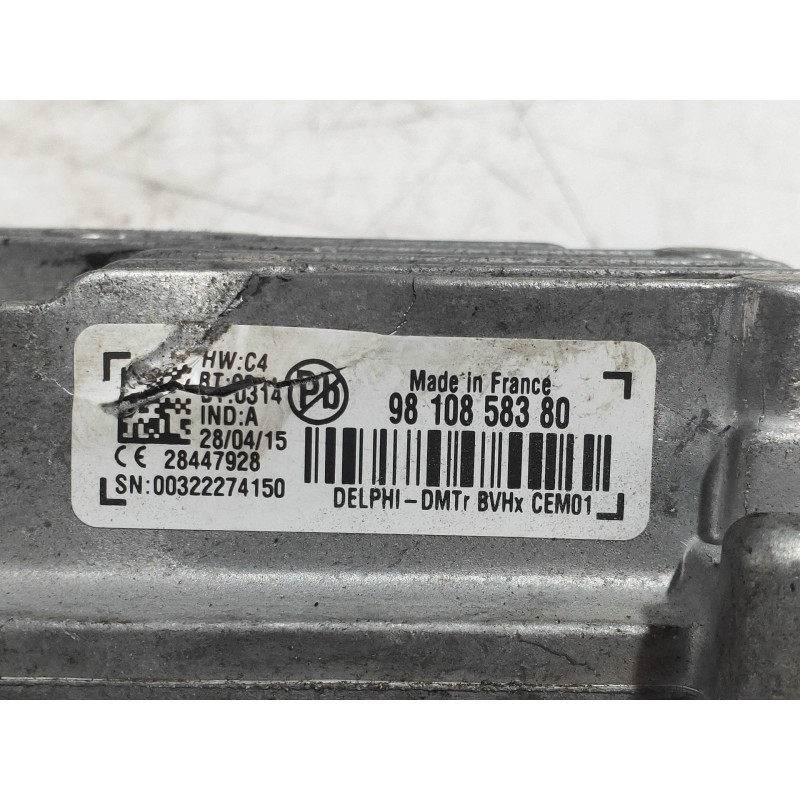 HW:C4
IND:A
28/04/15
CE 28447928
SN:00322274150
Pb
Made in France
98 108 583 80
DELPHI-DMTr BVHx CEM01